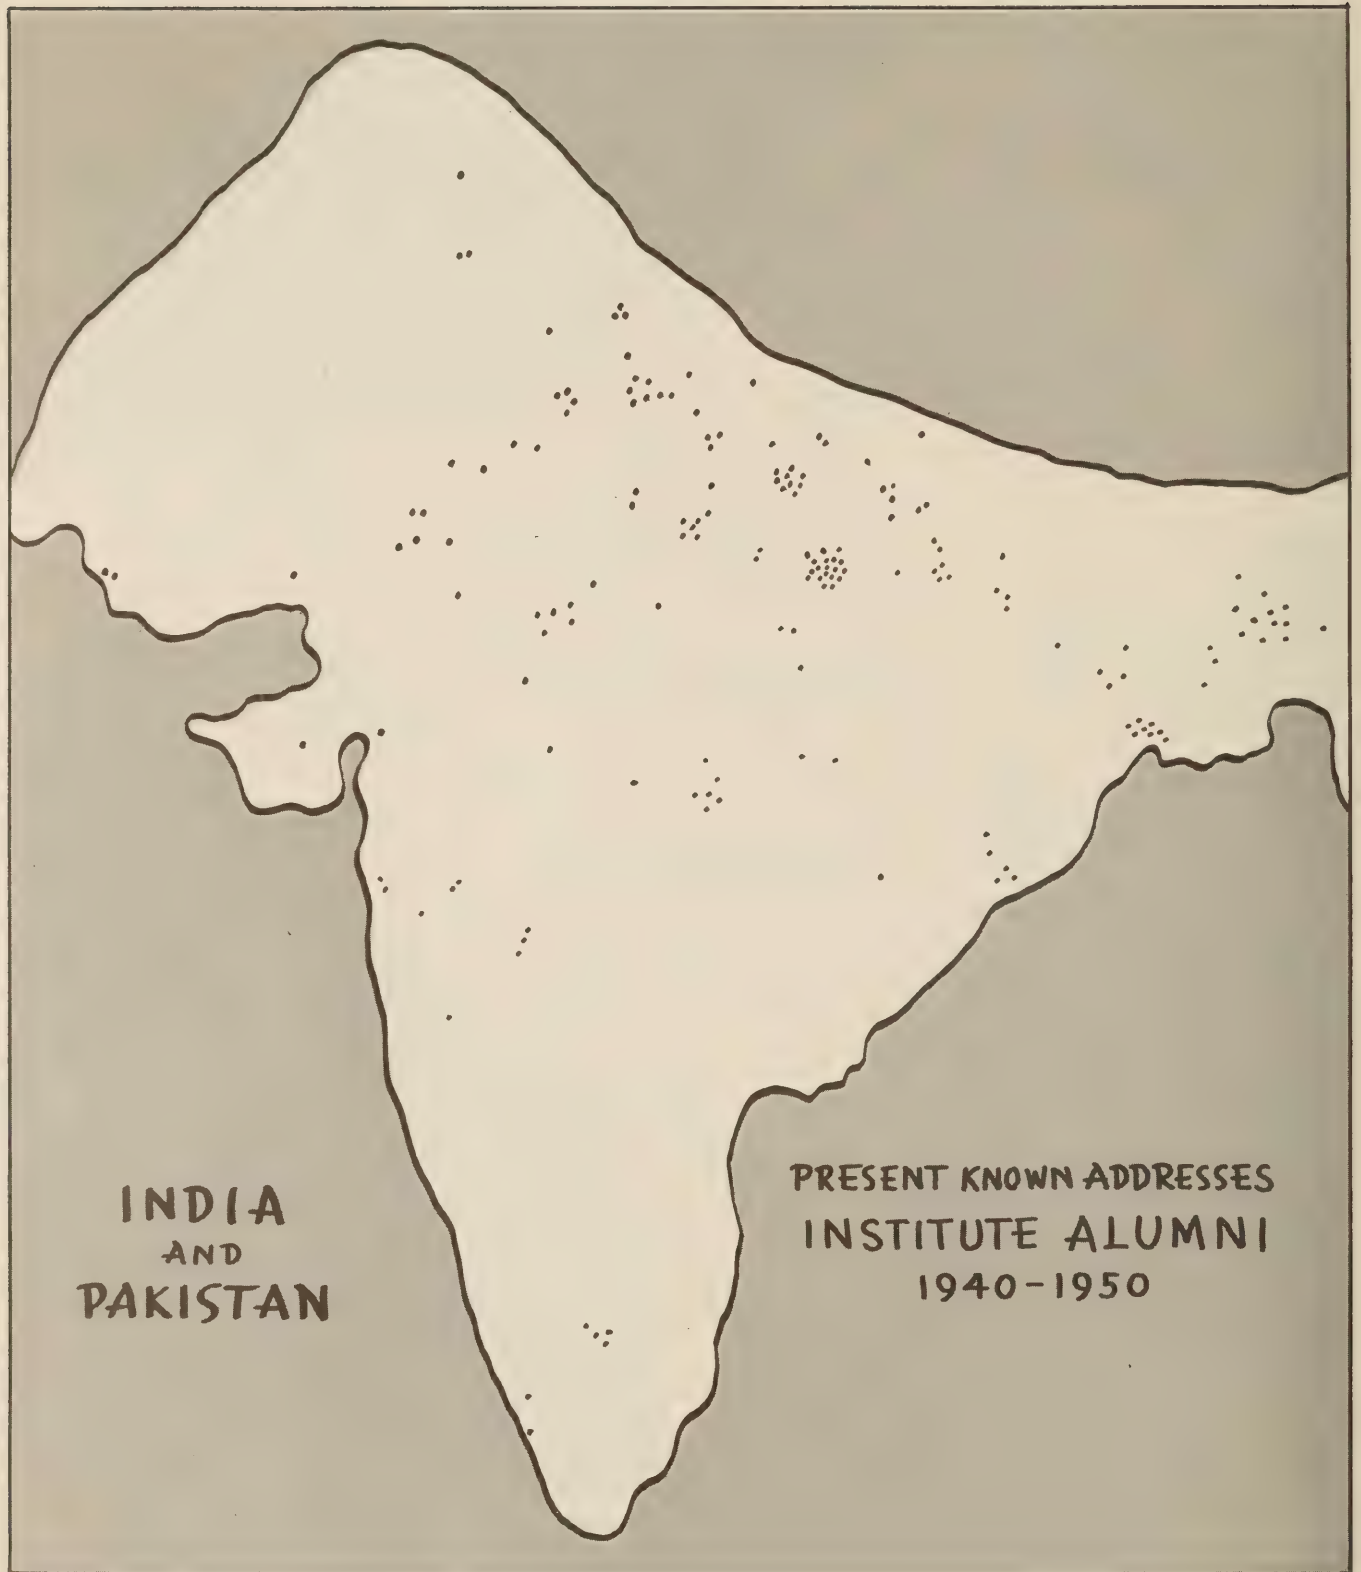 INDIA
AND
PAKISTAN
PRESENT KNOWN ADDRESSES
INSTITUTE ALUMNI
1940-1950